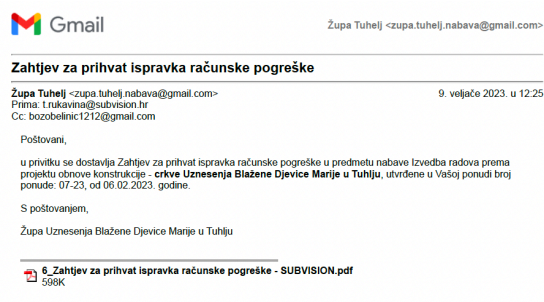 Gmail
Župa Tuhelj <zupa.tuhelj.nabava@gmail.com>
Zahtjev za prihvat ispravka računske pogreške
Župa Tuhelj <zupa.tuhelj.nabava@gmail.com> 9. veljače 2023. u 12:25
Prima: t.rukavina@subvision.hr
Cc: bozobelinic1212@gmail.com
Poštovani,
u privitku se dostavlja Zahtjev za prihvat ispravka računske pogreške u predmetu nabave Izvedba radova prema
projektu obnove konstrukcije - crkve Uznesenja Blažene Djevice Marije u Tuhlju, utvrđene u Vašoj ponudi broj
ponude: 07-23, od 06.02.2023. godine.
S poštovanjem,
Župa Uznesenja Blažene Djevice Marije u Tuhlju
6_Zahtjev za prihvat ispravka računske pogreške - SUBVISION.pdf
598K